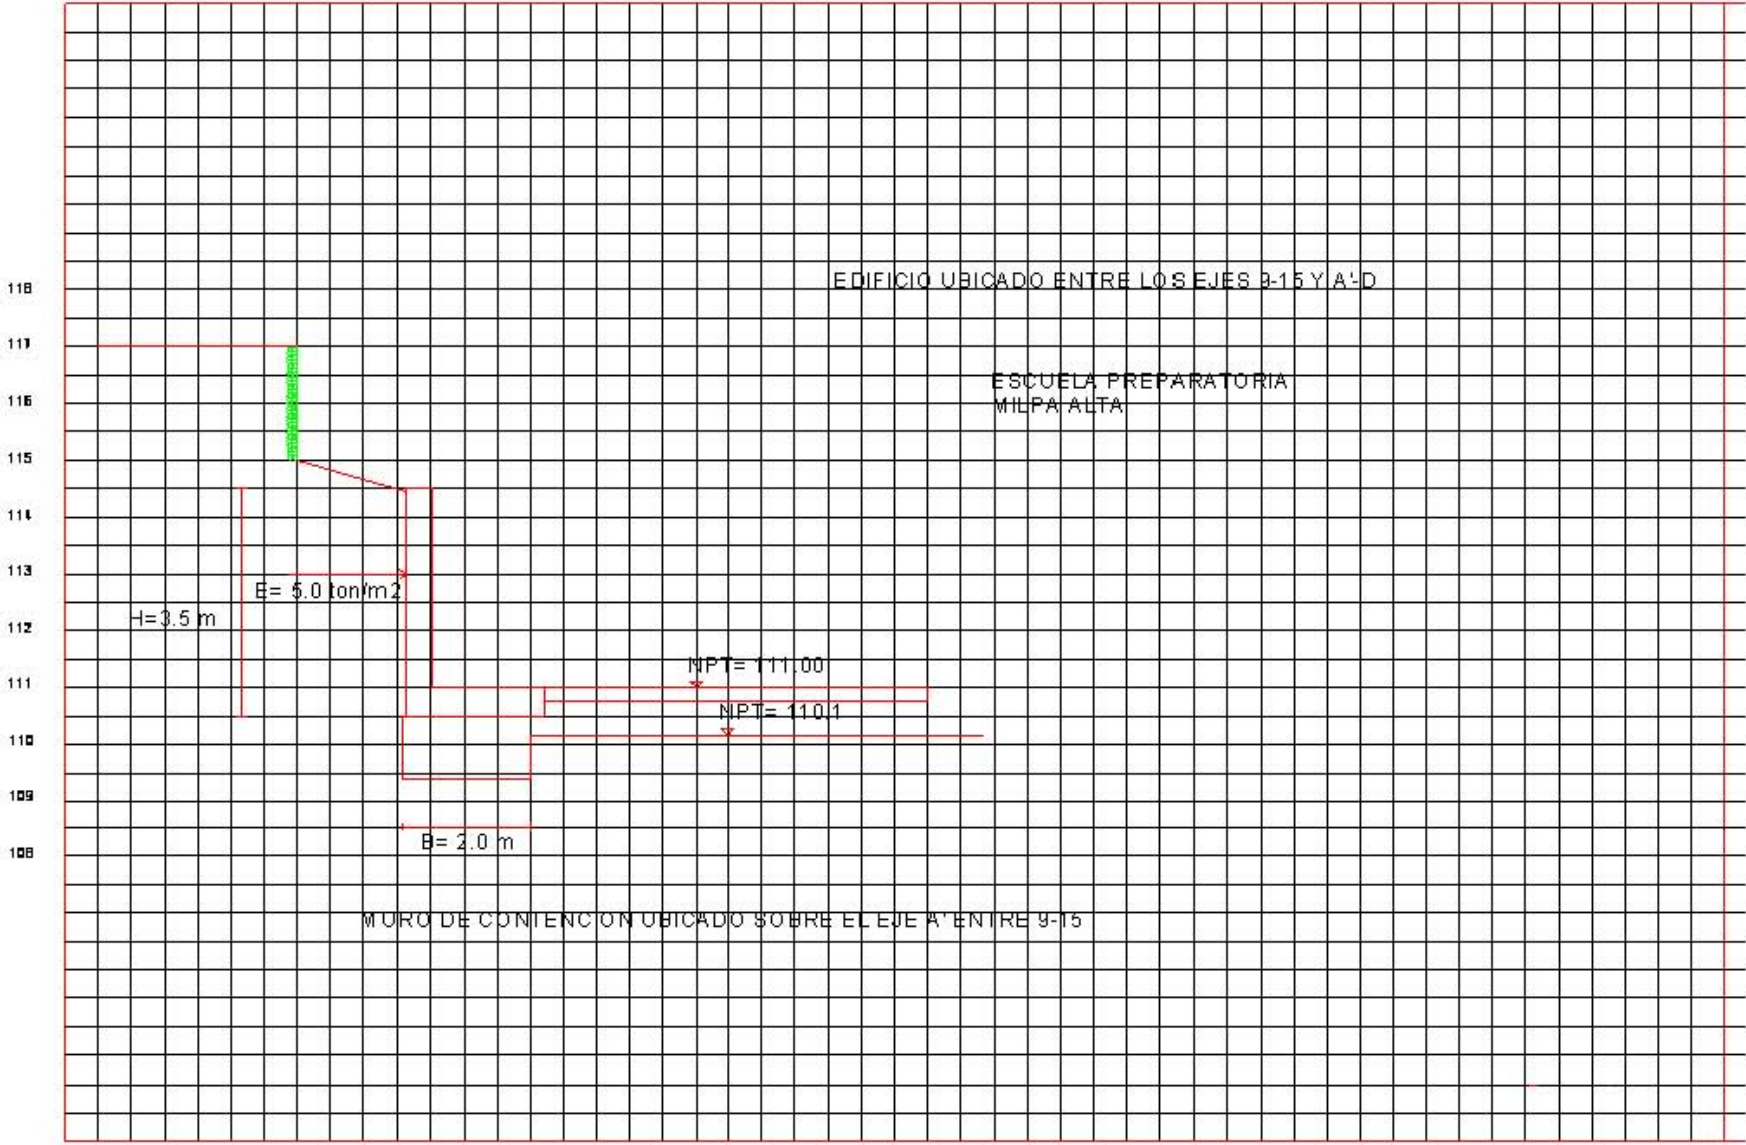 118
EDIFICIO UBICADO ENTRE LOS EJES 9-15 Y A'-D
117
ESCUELA PREPARATORIA
116
MILPA ALTA
115
114
113
E= 5.0 ton/m2
H=3.5 m
112
NPT= 111.00
111
NPT= 110.1
110
109
B= 2.0 m
108
MURO DE CONTENCION UBICADO SOBRE EL EJE A' ENTRE 9-15